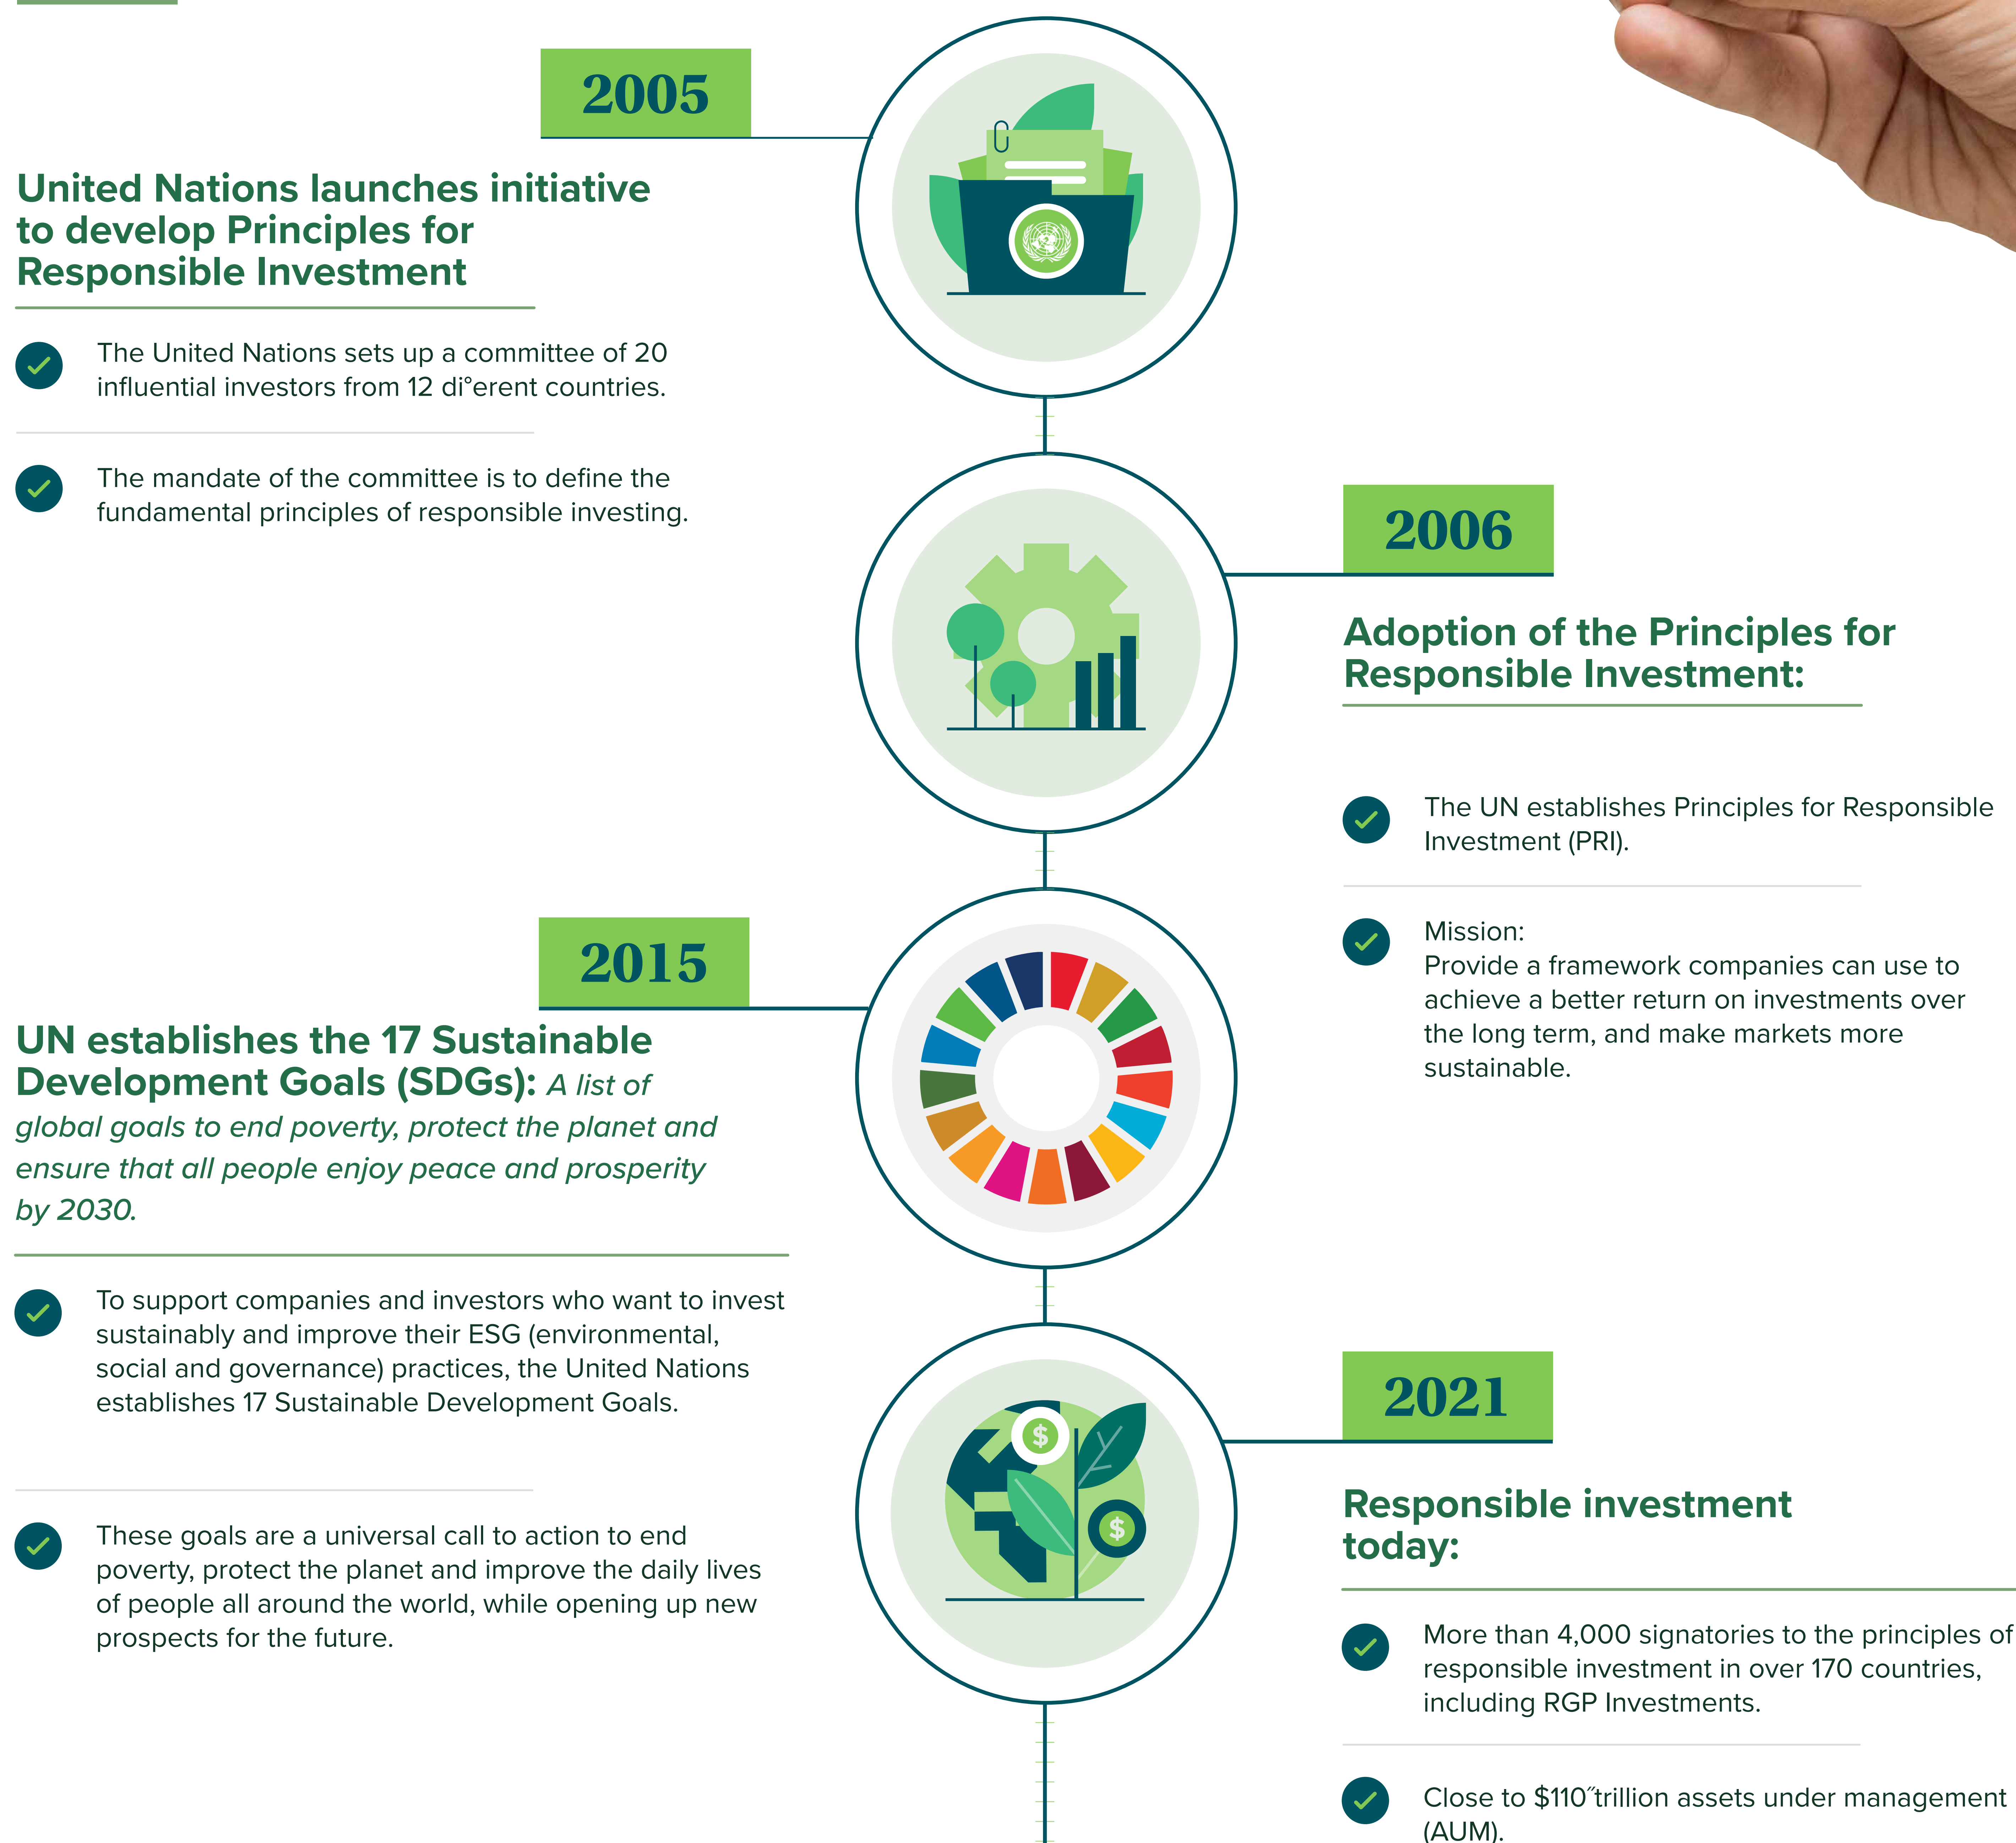 2005
United Nations launches initiative
to develop Principles for
Responsible Investment
The United Nations sets up a committee of 20
influential investors from 12 di°erent countries.
The mandate of the committee is to define the
fundamental principles of responsible investing.
2006
Adoption of the Principles for
Responsible Investment:
The UN establishes Principles for Responsible
Investment (PRI).
Mission:
Provide a framework companies can use to
achieve a better return on investments over
the long term, and make markets more
sustainable.
2015
UN establishes the 17 Sustainable
Development Goals (SDGs): A list of
global goals to end poverty, protect the planet and
ensure that all people enjoy peace and prosperity
by 2030.
To support companies and investors who want to invest
sustainably and improve their ESG (environmental,
social and governance) practices, the United Nations
establishes 17 Sustainable Development Goals.
These goals are a universal call to action to end
poverty, protect the planet and improve the daily lives
of people all around the world, while opening up new
prospects for the future.
$
$
2021
Responsible investment
today:
More than 4,000 signatories to the principles of
responsible investment in over 170 countries,
including RGP Investments.
Close to $110˝trillion assets under management
(AUM).